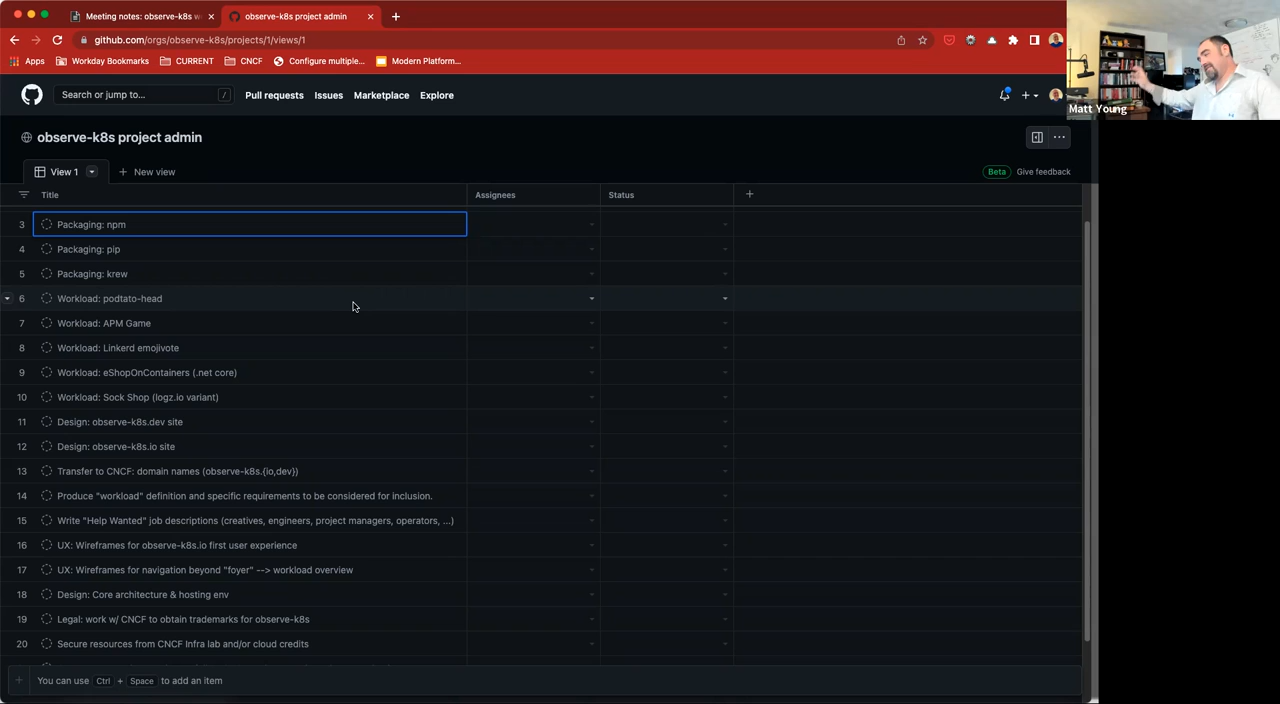 Meeting notes: observe-k8s w
observe-k8s project admin
github.com/orgs/observe-k8s/projects/1/views/1
Apps
Workday Bookmarks
CURRENT
CNCF
Configure multiple...
Modern Platform...
Search or jump to...
/
Pull requests
Issues
Marketplace
Explore
Matt Young
observe-k8s project admin
View 1
New view
Beta
Give feedback
Title
Assignees
Status
3 Packaging: npm
4 Packaging: pip
5 Packaging: krew
6 Workload: podtato-head
7 Workload: APM Game
8 Workload: Linkerd emojivote
9 Workload: eShopOnContainers (.net core)
10 Workload: Sock Shop (logz.io variant)
11 Design: observe-k8s.dev site
12 Design: observe-k8s.io site
13 Transfer to CNCF: domain names (observe-k8s.{io,dev})
14 Produce "workload" definition and specific requirements to be considered for inclusion.
15 Write "Help Wanted" job descriptions (creatives, engineers, project managers, operators, ...)
16 UX: Wireframes for observe-k8s.io first user experience
17 UX: Wireframes for navigation beyond "foyer" --> workload overview
18 Design: Core architecture & hosting env
19 Legal: work w/ CNCF to obtain trademarks for observe-k8s
20 Secure resources from CNCF Infra lab and/or cloud credits
You can use Ctrl + Space to add an item